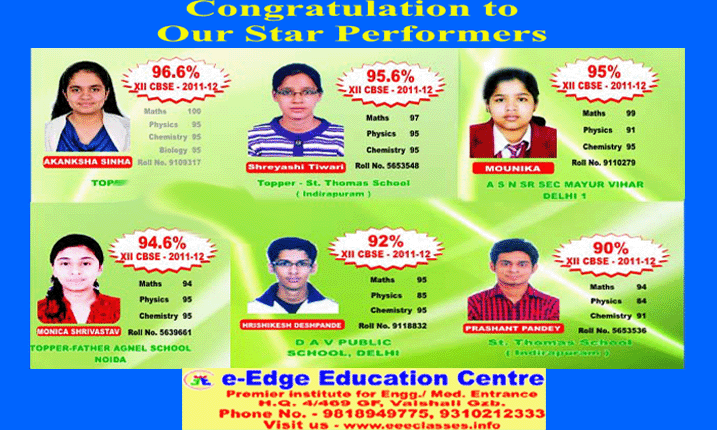 Congratulation to
Our Star Performers
96.6%
XII CBSE - 2011-12
Maths 100
Physics 95
Chemistry 95
Biology 95
AKANKSHA SINHA
Roll No. 9109317
95.6%
XII CBSE - 2011-12
Maths 97
Physics 95
Chemistry 95
Shreyashi Tiwari
Roll No. 5653548
Topper - St. Thomas School
( Indirapuram )
95%
XII CBSE - 2011-12
Maths 99
Physics 91
Chemistry 95
MOUNIKA
Roll No. 9110279
A S N SR SEC MAYUR VIHAR
DELHI 1
94.6%
XII CBSE - 2011-12
Maths 94
Physics 95
Chemistry 95
MONICA SHRIVASTAV
Roll No. 5639661
TOPPER-FATHER AGNEL SCHOOL
NOIDA
92%
XII CBSE - 2011-12
Maths 95
Physics 85
Chemistry 95
HRISHIKESH DESHPANDE
Roll No. 9118832
D A V PUBLIC
SCHOOL, DELHI
90%
XII CBSE - 2011-12
Maths 94
Physics 84
Chemistry 91
PRASHANT PANDEY
Roll No. 5653536
St. Thomas School
( Indirapuram )
e-Edge Education Centre
Premier institute for Engg./ Med. Entrance
H.Q. 4/469 GF, Vaishali Gzb.
Phone No. - 9818949775, 9310212333
Visit us - www.eeeclasses.info